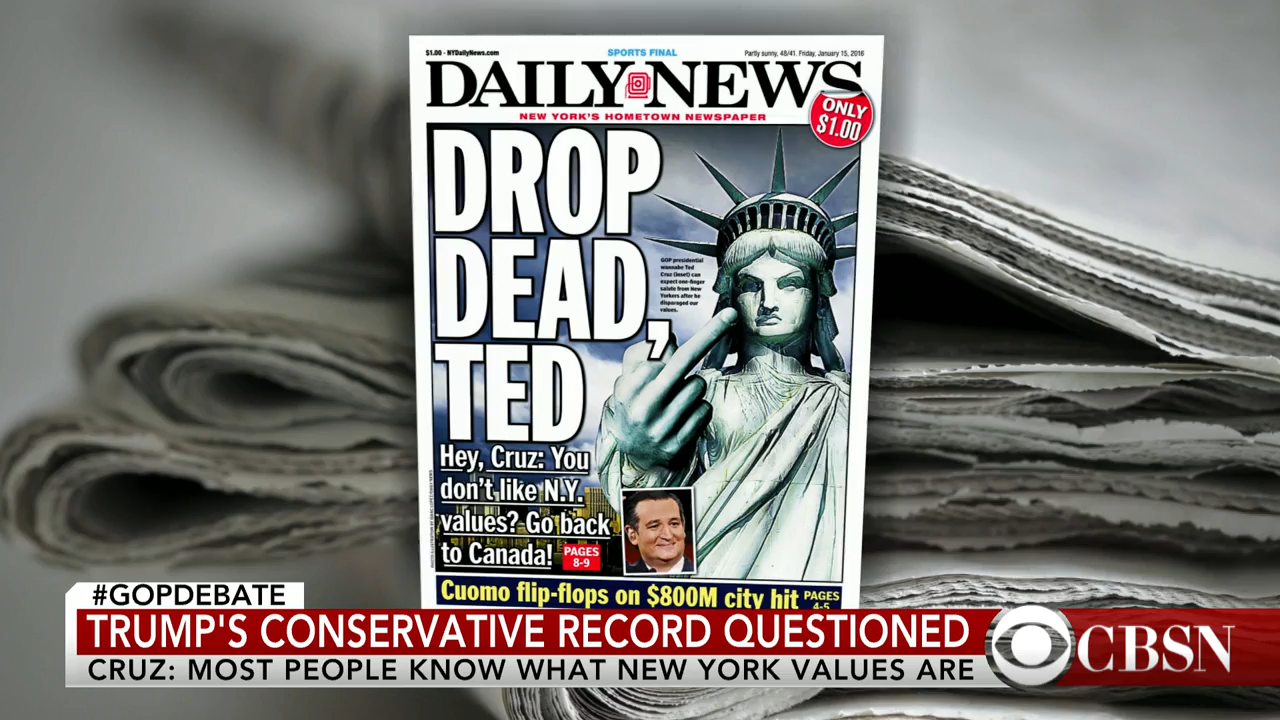 $1.00 · NYDailyNews.com
SPORTS FINAL
Partly sunny, 48/41. Friday, January 15, 2016
DAILY NEWS
NEW YORK'S HOMETOWN NEWSPAPER
ONLY
$1.00
DROP
DEAD,
TED
GOP presidential
wannabe Ted
Cruz (inset) can
expect one-finger
salute from New
Yorkers after he
disparaged our
values.
Hey, Cruz: You
don't like N.Y.
values? Go back
to Canada!
PAGES
8-9
Cuomo flip-flops on $800M city hit
PAGES
4-5
#GOPDEBATE
TRUMP'S CONSERVATIVE RECORD QUESTIONED
CRUZ: MOST PEOPLE KNOW WHAT NEW YORK VALUES ARE
CBSN